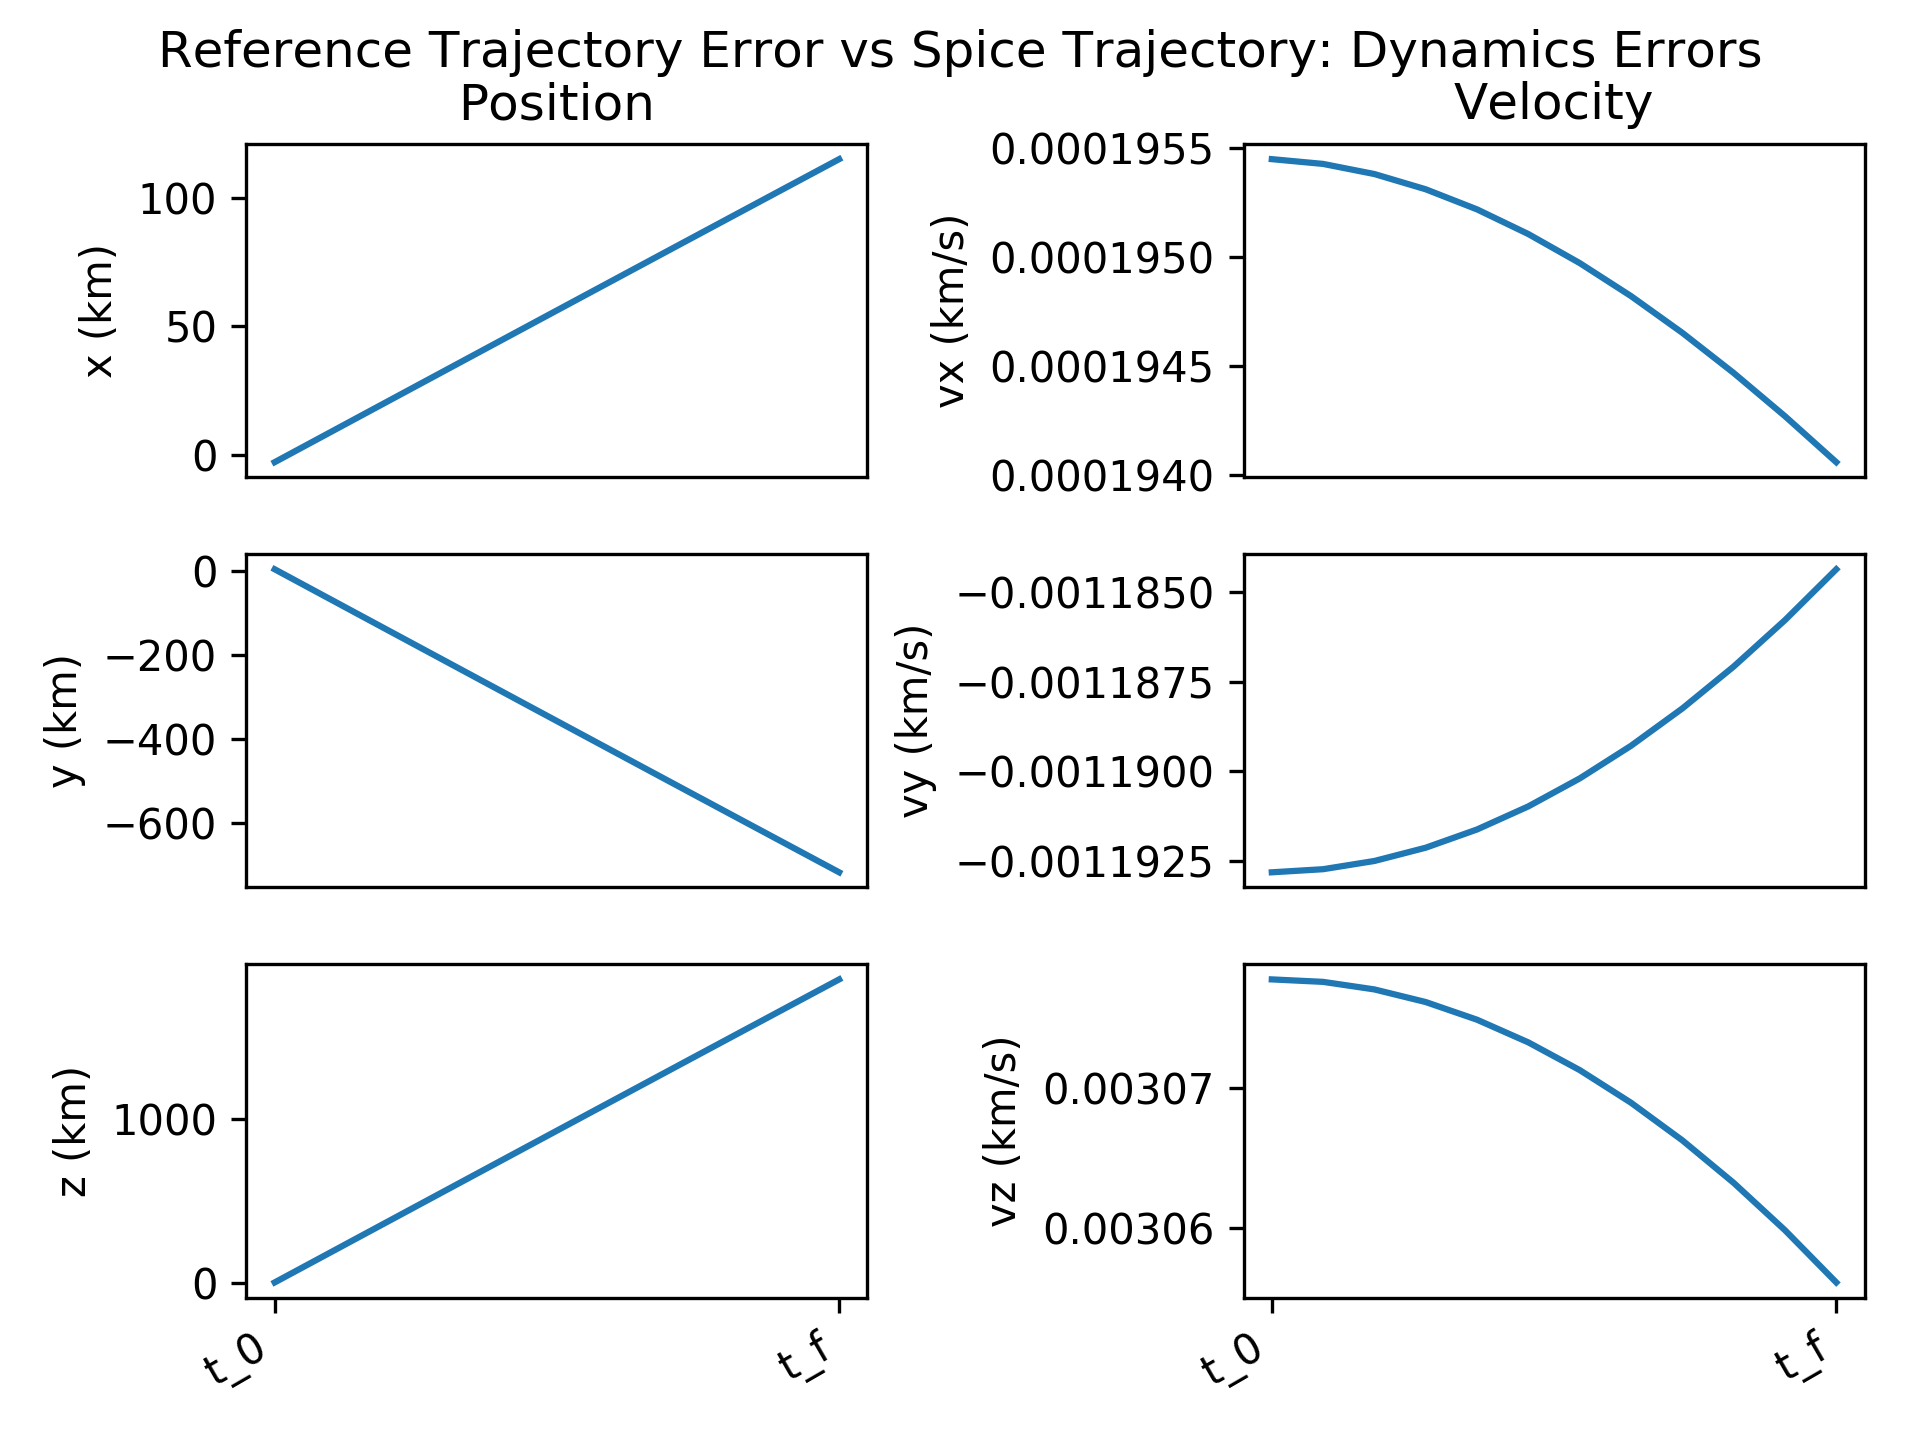 Reference Trajectory Error vs Spice Trajectory: Dynamics Errors
Position
Velocity
x (km)
100
50
0
vx (km/s)
0.0001955
0.0001950
0.0001945
0.0001940
y (km)
0
−200
−400
−600
vy (km/s)
−0.0011850
−0.0011875
−0.0011900
−0.0011925
z (km)
1000
0
vz (km/s)
0.00307
0.00306
t_0
t_f
t_0
t_f